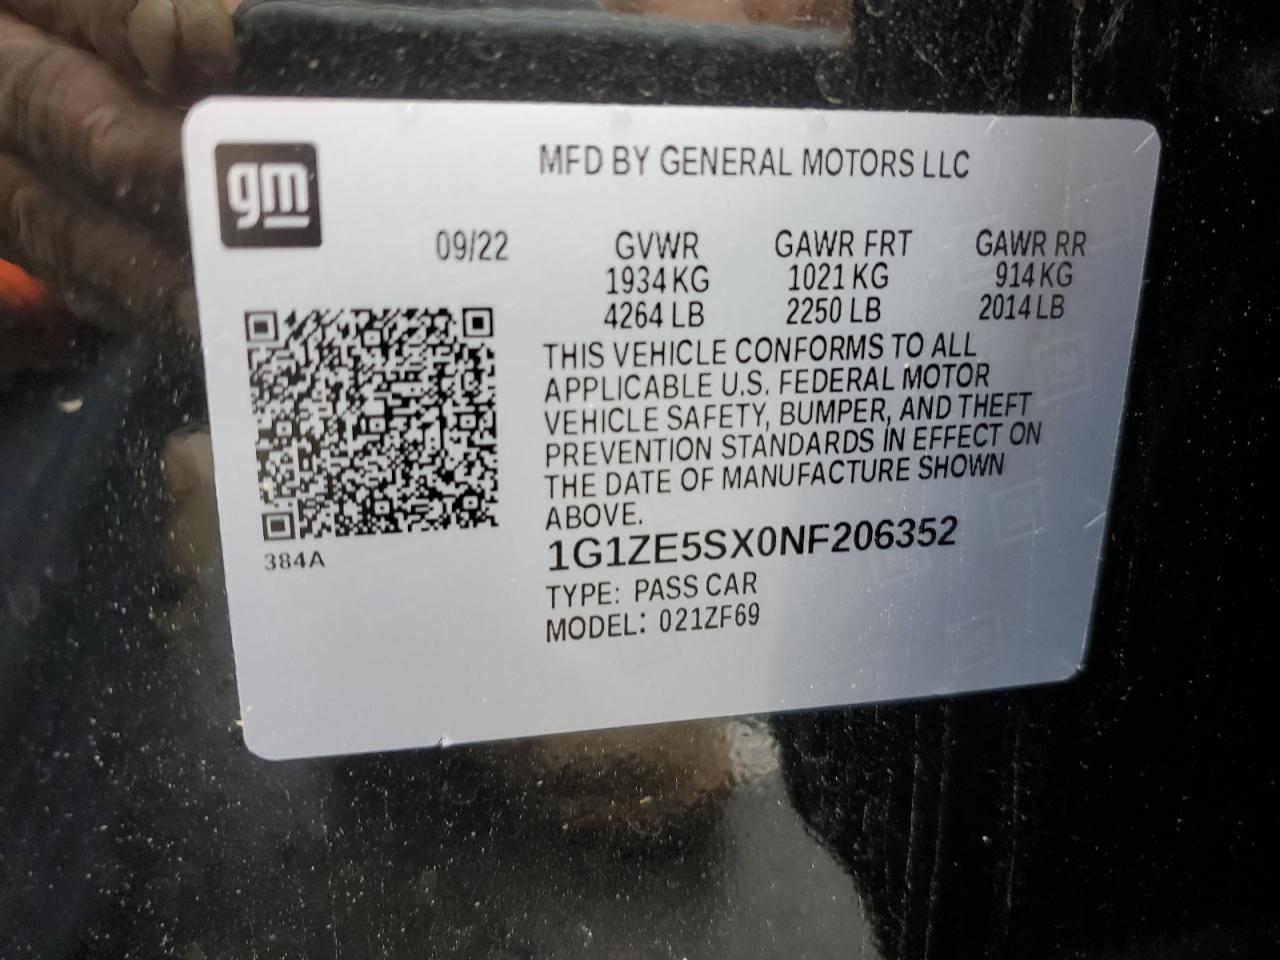 gm
MFD BY GENERAL MOTORS LLC
09/22 GVWR GAWR FRT GAWR RR
1934 KG 1021 KG 914 KG
4264 LB 2250 LB 2014 LB
THIS VEHICLE CONFORMS TO ALL
APPLICABLE U.S. FEDERAL MOTOR
VEHICLE SAFETY, BUMPER, AND THEFT
PREVENTION STANDARDS IN EFFECT ON
THE DATE OF MANUFACTURE SHOWN
ABOVE.
384A
1G1ZE5SX0NF206352
TYPE: PASS CAR
MODEL: 021ZF69